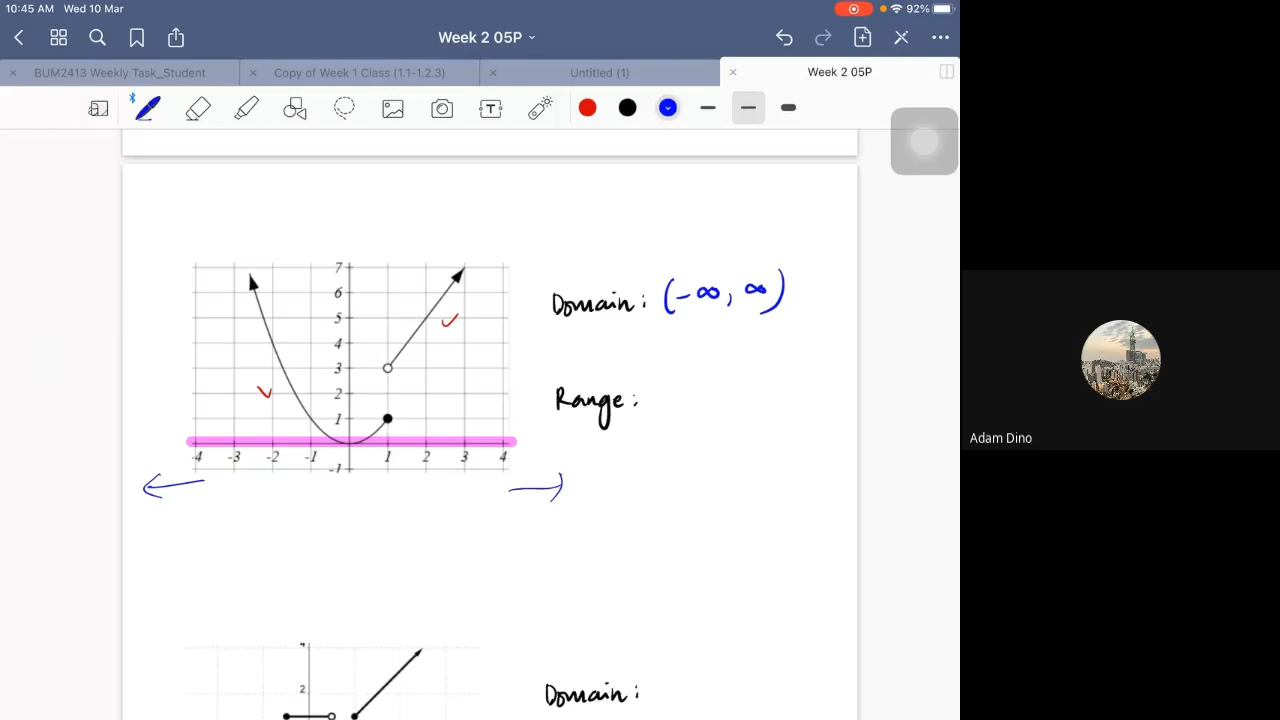 10:45 AM Wed 10 Mar
92%
Week 2 05P
BUM2413 Weekly Task_Student
Copy of Week 1 Class (1.1-1.2.3)
Untitled (1)
Week 2 05P
7
6
5
4
3
2
1
-4 -3 -2 -1 1 2 3 4
-1
Domain: (-∞, ∞)
Range:
Adam Dino
4
2
Domain: